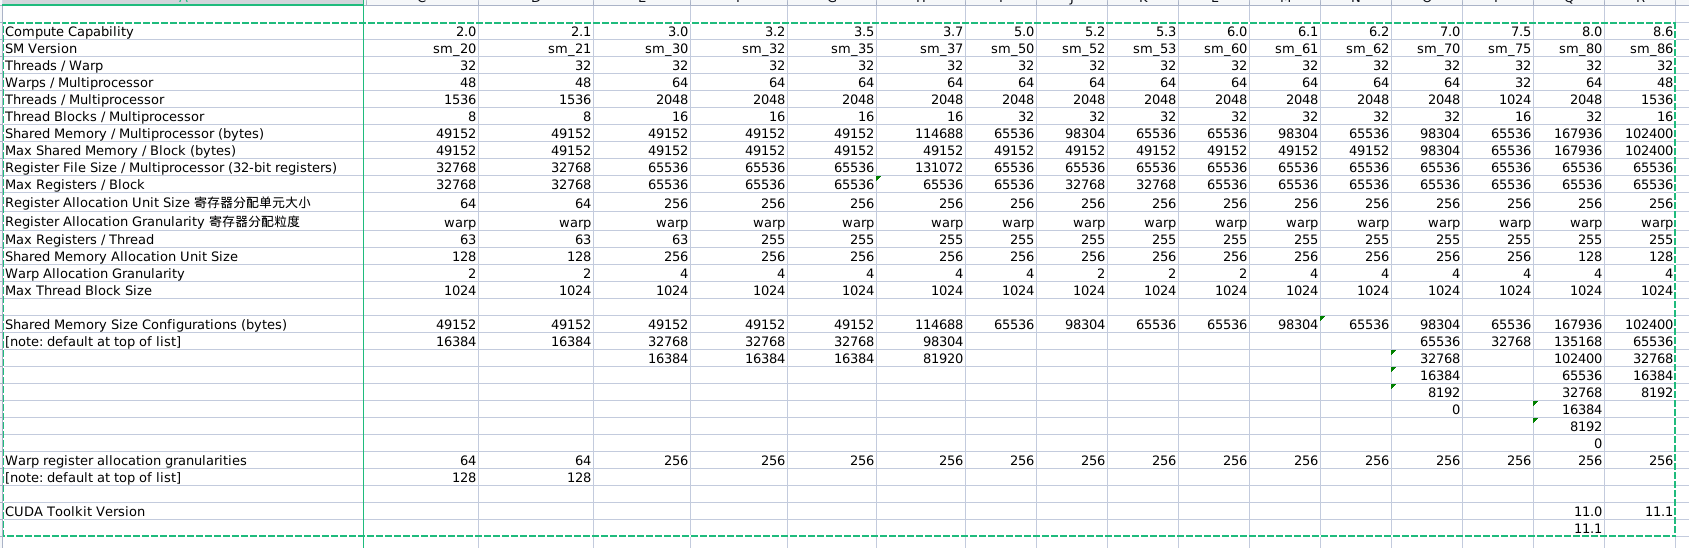 Compute Capability 2.0 2.1 3.0 3.2 3.5 3.7 5.0 5.2 5.3 6.0 6.1 6.2 7.0 7.5 8.0 8.6
SM Version sm_20 sm_21 sm_30 sm_32 sm_35 sm_37 sm_50 sm_52 sm_53 sm_60 sm_61 sm_62 sm_70 sm_75 sm_80 sm_86
Threads / Warp 32 32 32 32 32 32 32 32 32 32 32 32 32 32 32 32
Warps / Multiprocessor 48 48 64 64 64 64 64 64 64 64 64 64 64 32 64 48
Threads / Multiprocessor 1536 1536 2048 2048 2048 2048 2048 2048 2048 2048 2048 2048 2048 1024 2048 1536
Thread Blocks / Multiprocessor 8 8 16 16 16 16 32 32 32 32 32 32 32 16 32 16
Shared Memory / Multiprocessor (bytes) 49152 49152 49152 49152 49152 114688 65536 98304 65536 65536 98304 65536 98304 65536 167936 102400
Max Shared Memory / Block (bytes) 49152 49152 49152 49152 49152 49152 49152 49152 49152 49152 49152 49152 98304 65536 167936 102400
Register File Size / Multiprocessor (32-bit registers) 32768 32768 65536 65536 65536 131072 65536 65536 65536 65536 65536 65536 65536 65536 65536 65536
Max Registers / Block 32768 32768 65536 65536 65536 65536 65536 32768 32768 65536 65536 65536 65536 65536 65536 65536
Register Allocation Unit Size 寄存器分配单元大小 64 64 256 256 256 256 256 256 256 256 256 256 256 256 256 256
Register Allocation Granularity 寄存器分配粒度 warp warp warp warp warp warp warp warp warp warp warp warp warp warp warp warp
Max Registers / Thread 63 63 63 255 255 255 255 255 255 255 255 255 255 255 255 255
Shared Memory Allocation Unit Size 128 128 256 256 256 256 256 256 256 256 256 256 256 256 128 128
Warp Allocation Granularity 2 2 4 4 4 4 4 2 2 2 4 4 4 4 4 4
Max Thread Block Size 1024 1024 1024 1024 1024 1024 1024 1024 1024 1024 1024 1024 1024 1024 1024 1024
Shared Memory Size Configurations (bytes) 49152 49152 49152 49152 49152 114688 65536 98304 65536 65536 98304 65536 98304 65536 167936 102400
[note: default at top of list] 16384 16384 32768 32768 32768 98304 65536 32768 135168 65536
16384 16384 16384 81920 32768 102400 32768
16384 65536 16384
8192 32768 8192
0 16384
8192
0
Warp register allocation granularities 64 64 256 256 256 256 256 256 256 256 256 256 256 256 256 256
[note: default at top of list] 128 128
CUDA Toolkit Version 11.0 11.1
11.1